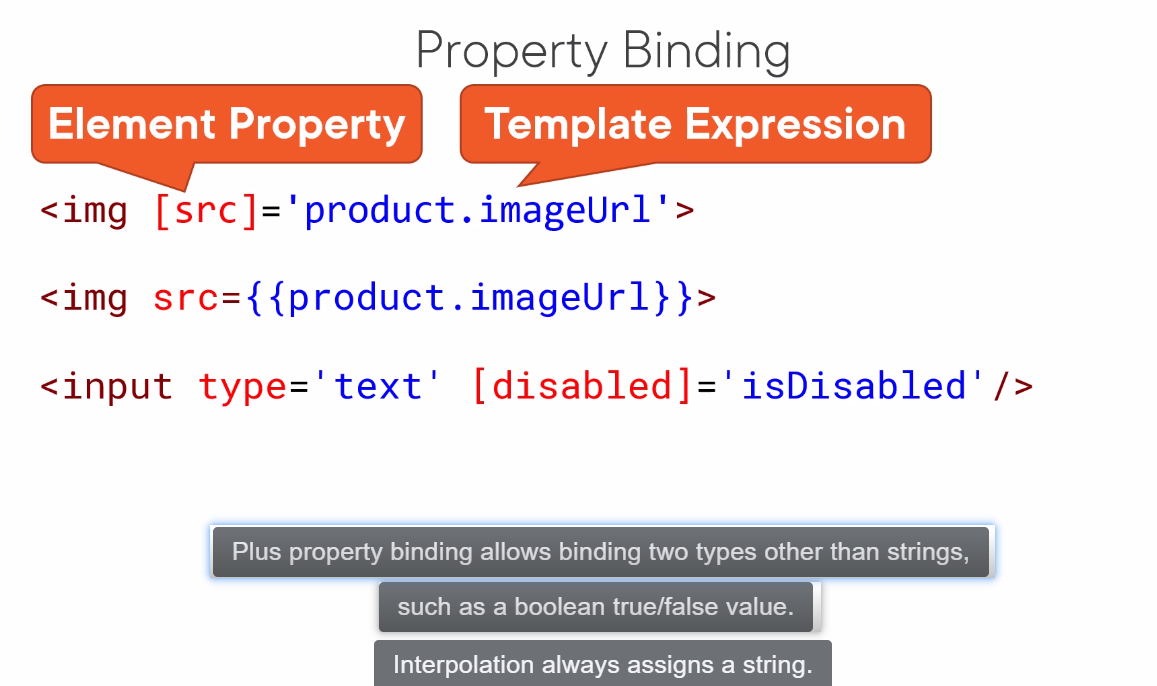 Property Binding
Element Property Template Expression
<img [src]='product.imageUrl'>
<img src={{product.imageUrl}}>
<input type='text' [disabled]='isDisabled'/>
Plus property binding allows binding two types other than strings,
such as a boolean true/false value.
Interpolation always assigns a string.